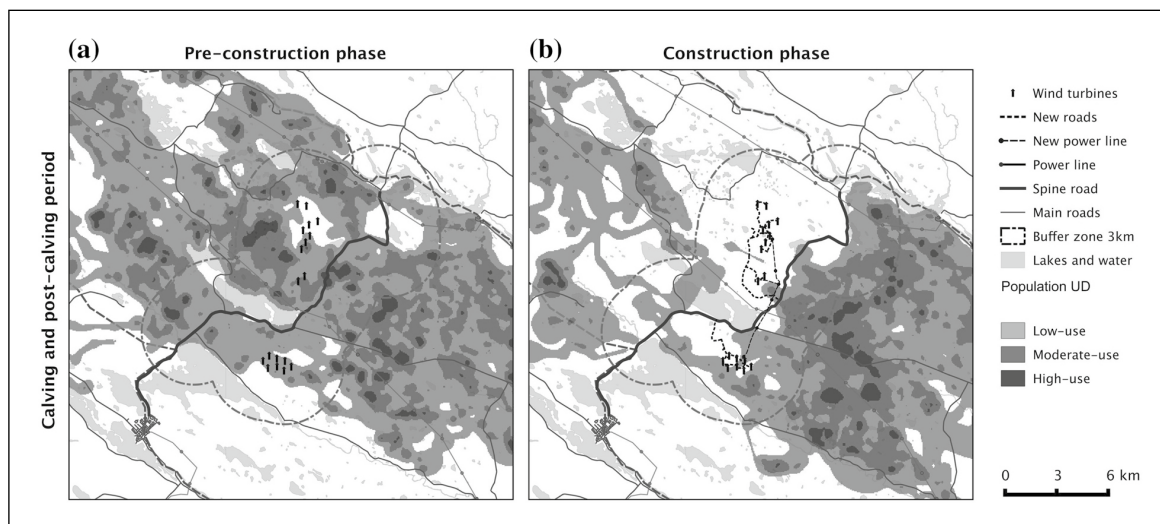 (a)
Pre-construction phase
(b)
Construction phase
Calving and post-calving period
Wind turbines
New roads
New power line
Power line
Spine road
Main roads
Buffer zone 3km
Lakes and water
Population UD
Low-use
Moderate-use
High-use
0 3 6 km